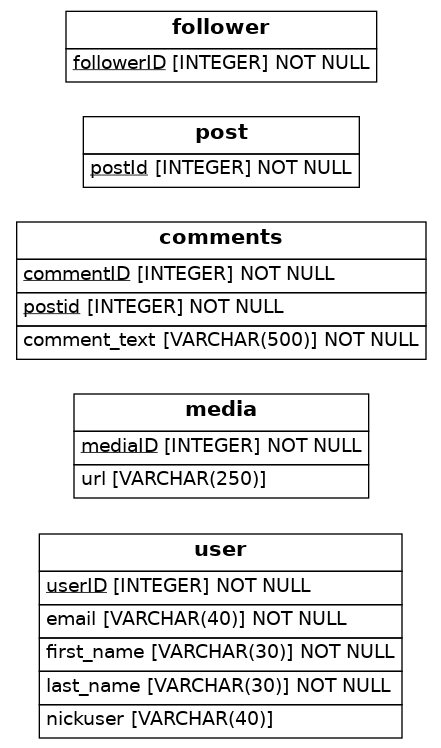 follower
followerID [INTEGER] NOT NULL
post
postId [INTEGER] NOT NULL
comments
commentID [INTEGER] NOT NULL
postid [INTEGER] NOT NULL
comment_text [VARCHAR(500)] NOT NULL
media
mediaID [INTEGER] NOT NULL
url [VARCHAR(250)]
user
userID [INTEGER] NOT NULL
email [VARCHAR(40)] NOT NULL
first_name [VARCHAR(30)] NOT NULL
last_name [VARCHAR(30)] NOT NULL
nickuser [VARCHAR(40)]